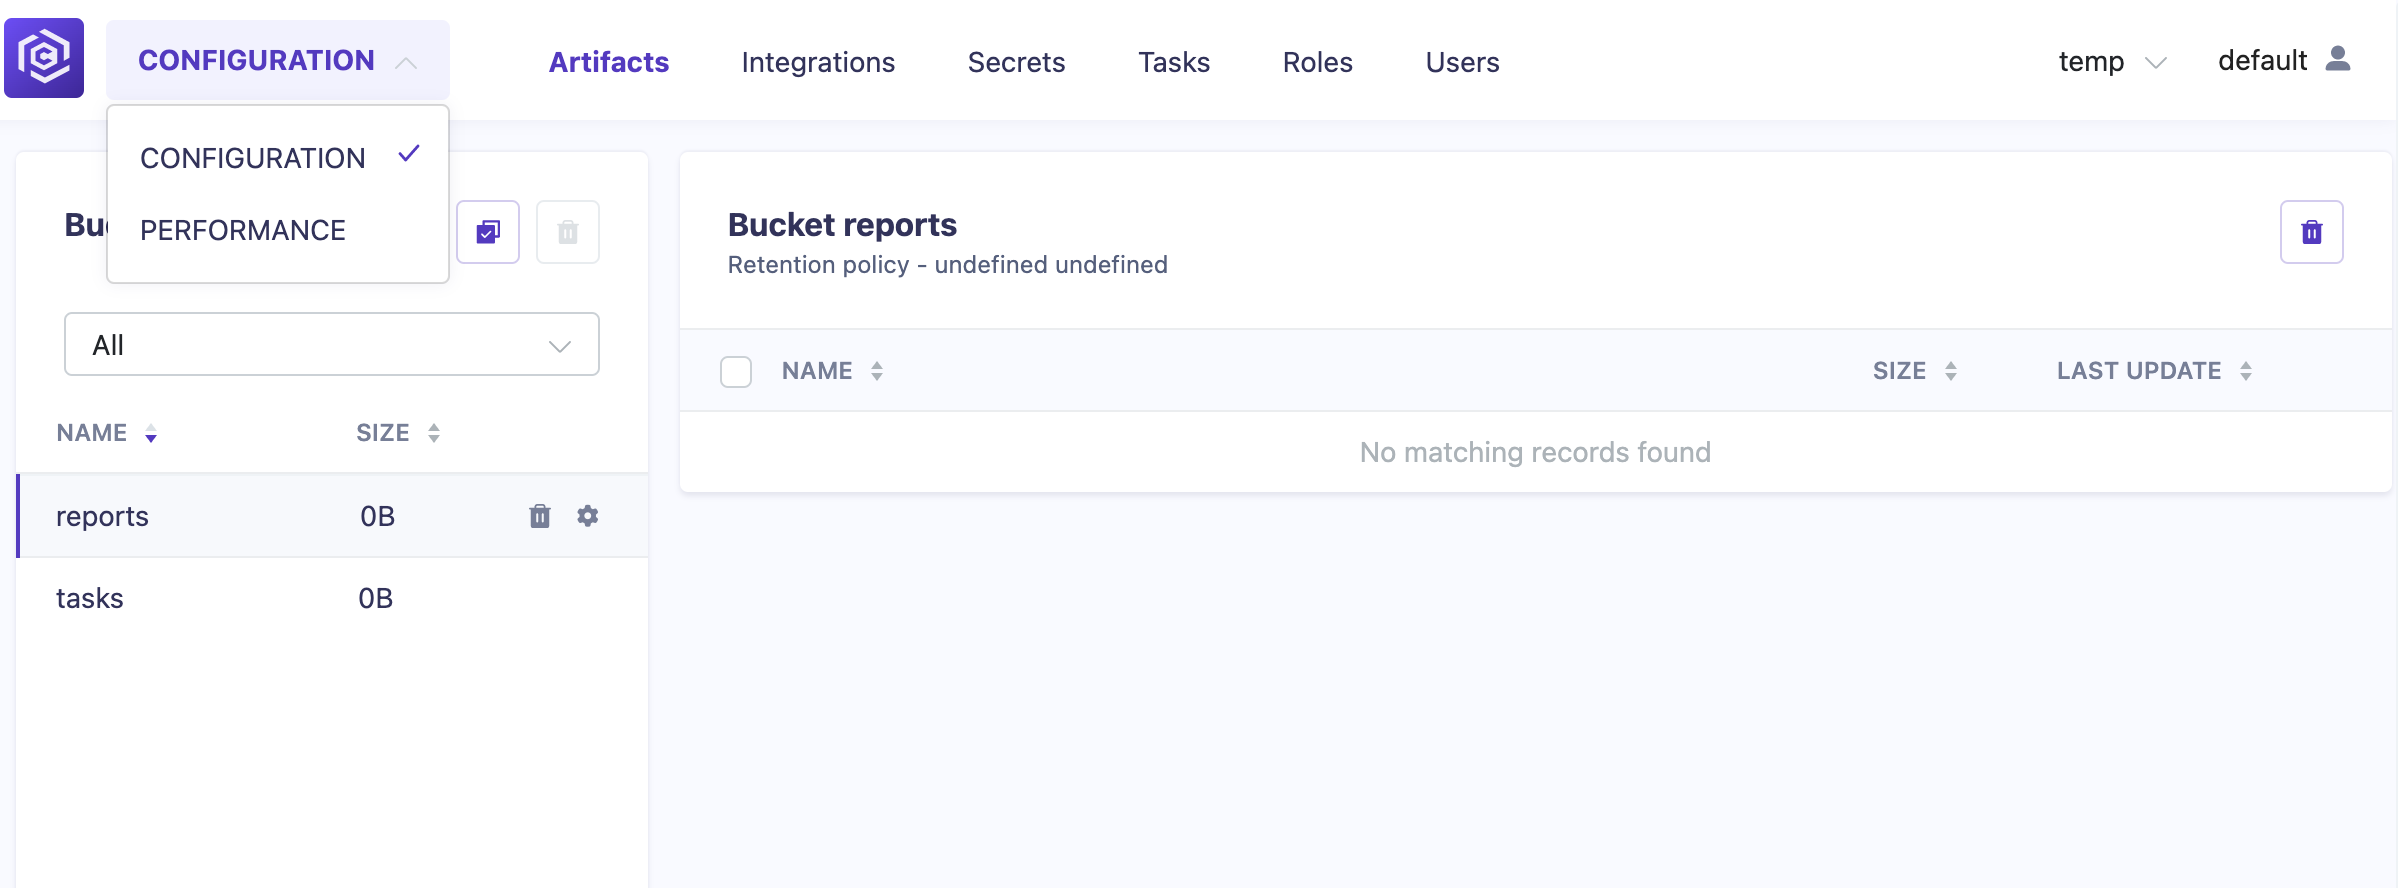 CONFIGURATION
Artifacts Integrations Secrets Tasks Roles Users
temp default
CONFIGURATION
PERFORMANCE
All
NAME SIZE
reports 0B
tasks 0B
Bucket reports
Retention policy - undefined undefined
NAME SIZE LAST UPDATE
No matching records found